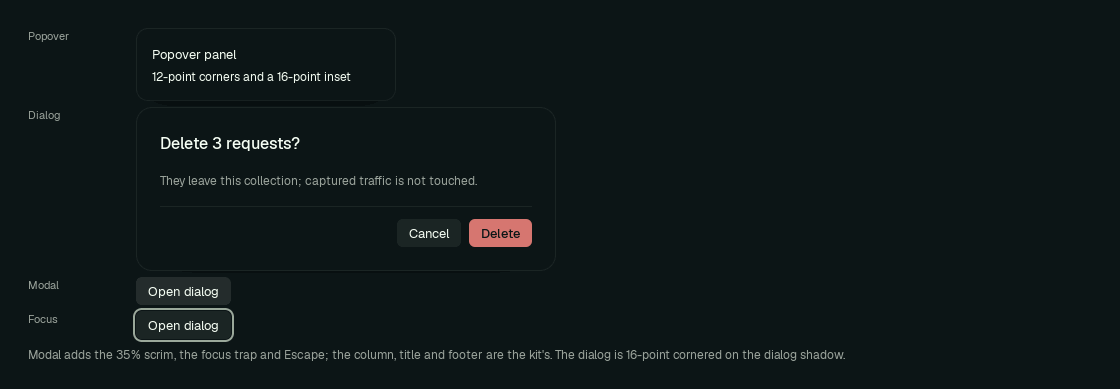 Popover
Popover panel
12-point corners and a 16-point inset
Dialog
Delete 3 requests?
They leave this collection; captured traffic is not touched.
Cancel Delete
Modal
Open dialog
Focus
Open dialog
Modal adds the 35% scrim, the focus trap and Escape; the column, title and footer are the kit's. The dialog is 16-point cornered on the dialog shadow.